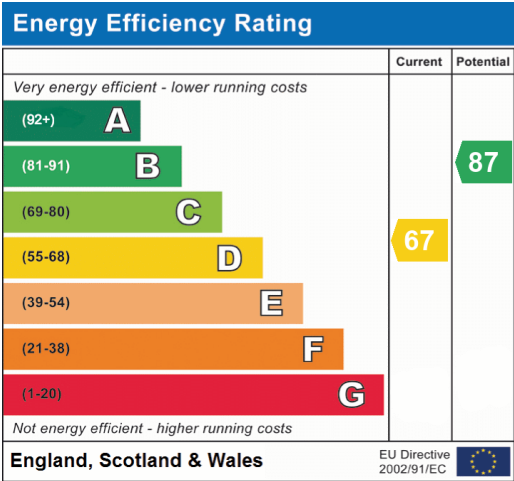 Energy Efficiency Rating
Current Potential
Very energy efficient - lower running costs
(92+) A
(81-91) B
87
(69-80) C
67
(55-68) D
(39-54) E
(21-38) F
(1-20) G
Not energy efficient - higher running costs
England, Scotland & Wales
EU Directive
2002/91/EC